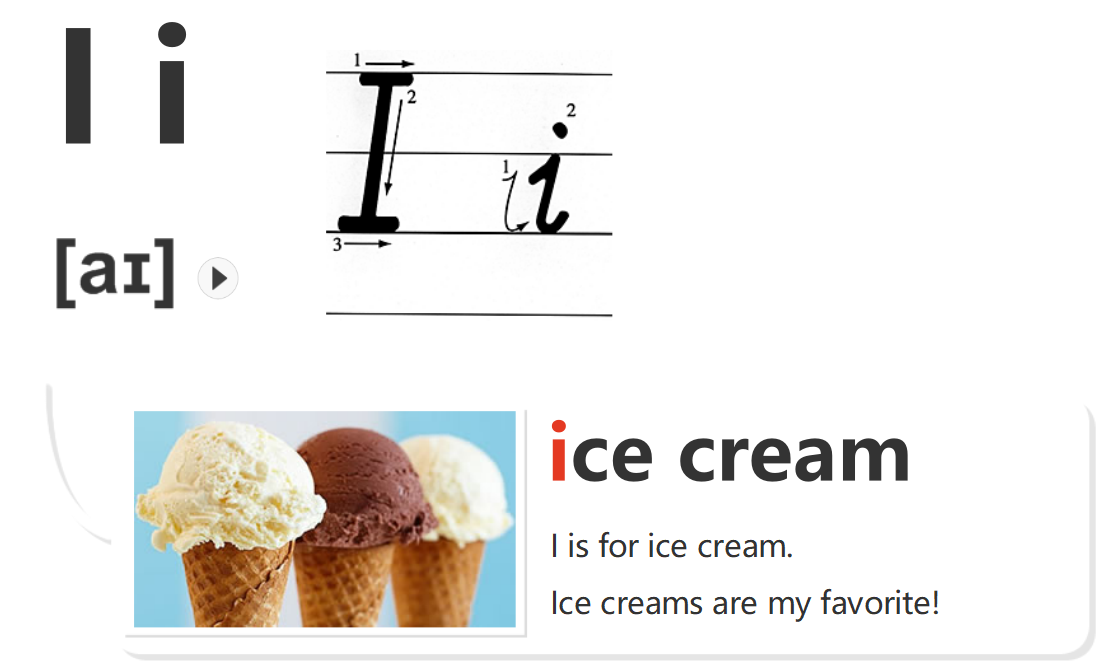 I i
1
2
I i
2
1
3
[aɪ]
ice cream
I is for ice cream.
Ice creams are my favorite!